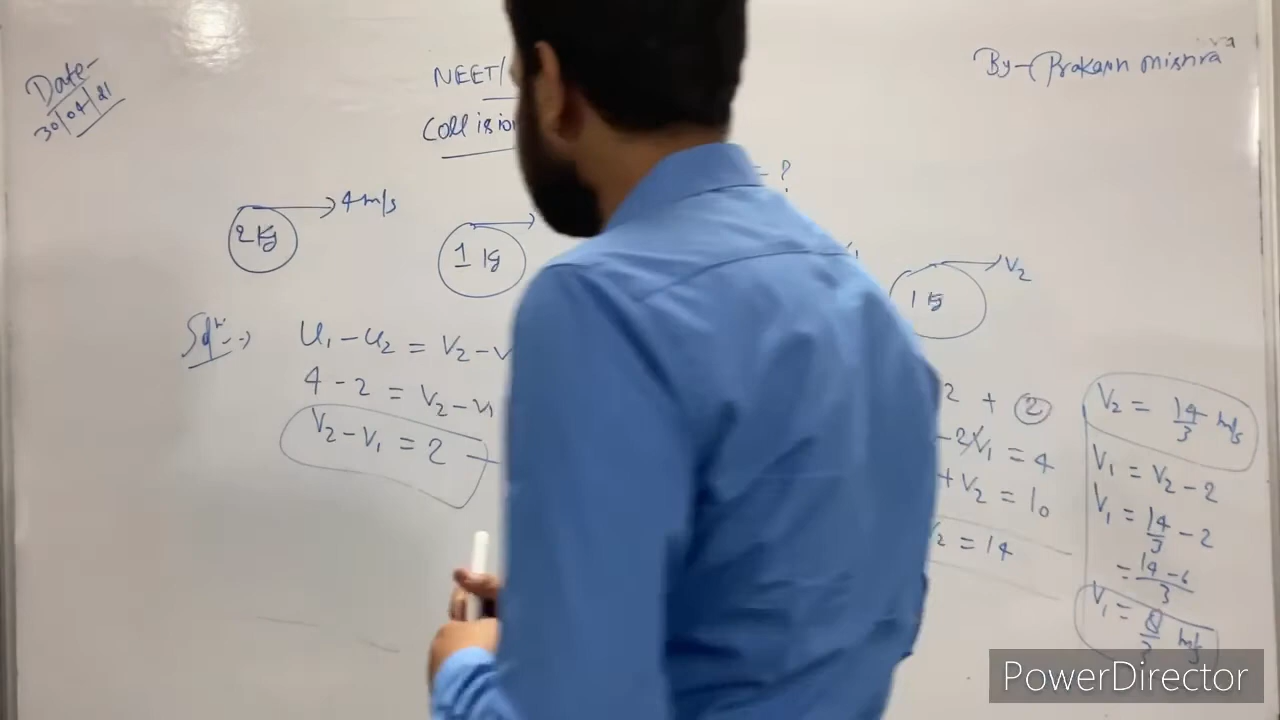 Date-
30/04/21
NEET/
Collision
By- Prakash Mishra
= ?
2 Kg
4 m/s
1 kg
1 kg
V₂
Solⁿ :→
U₁ - U₂ = V₂ - V
4 - 2 = V₂ - V₁
V₂ - V₁ = 2
2 + ②
- 2V₁ = 4
+ V₂ = 10
V₂ = 14
V₂ = 14/3 m/s
V₁ = V₂ - 2
V₁ = 14/3 - 2
= 14 - 6/3
V₁ = 8/3 m/s
PowerDirector